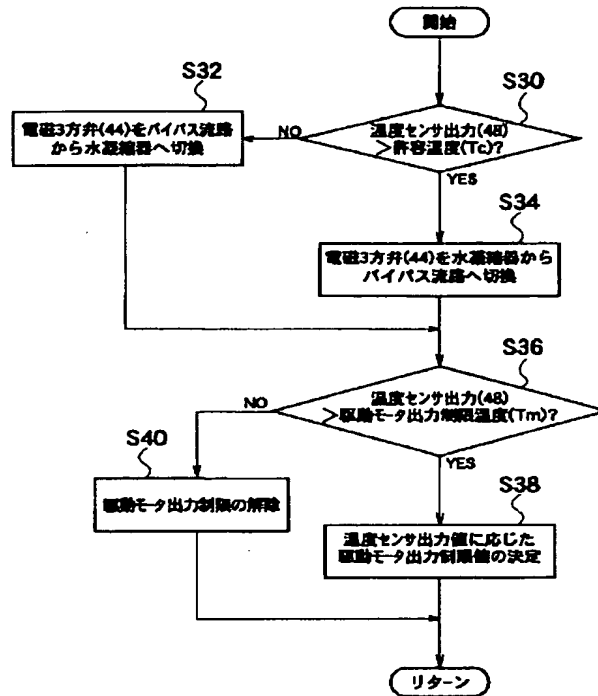 開始
S30
温度センサ出力(48)
>許容温度(Tc)?
NO
YES
S32
電磁3方弁(44)をバイパス流路
から水凝縮器へ切換
S34
電磁3方弁(44)を水凝縮器から
バイパス流路へ切換
S36
温度センサ出力(48)
>駆動モータ出力制限温度(Tm)?
NO
YES
S40
駆動モータ出力制限の解除
S38
温度センサ出力値に応じた
駆動モータ出力制限値の決定
リターン